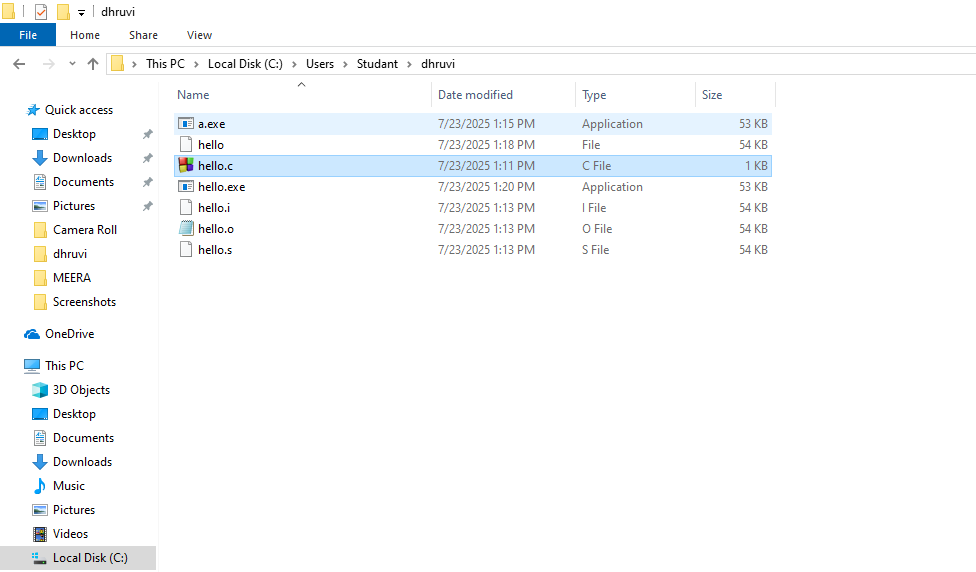 dhruvi
File Home Share View
This PC Local Disk (C:) Users Studant dhruvi
Quick access
Desktop
Downloads
Documents
Pictures
Camera Roll
dhruvi
MEERA
Screenshots
OneDrive
This PC
3D Objects
Desktop
Documents
Downloads
Music
Pictures
Videos
Local Disk (C:)
Name Date modified Type Size
a.exe 7/23/2025 1:15 PM Application 53 KB
hello 7/23/2025 1:18 PM File 54 KB
hello.c 7/23/2025 1:11 PM C File 1 KB
hello.exe 7/23/2025 1:20 PM Application 53 KB
hello.i 7/23/2025 1:13 PM I File 54 KB
hello.o 7/23/2025 1:13 PM O File 54 KB
hello.s 7/23/2025 1:13 PM S File 54 KB